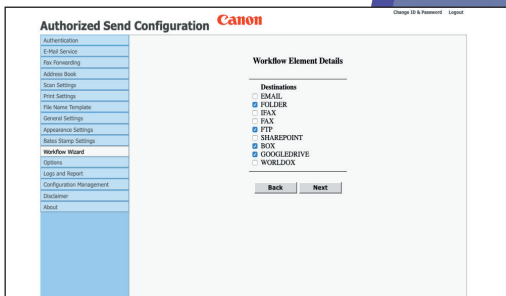 Change ID & Password Logout
Authorized Send Configuration Canon
Authentication
E-Mail Service
Fax Forwarding
Address Book
Scan Settings
Print Settings
File Name Template
General Settings
Appearance Settings
Bates Stamp Settings
Workflow Wizard
Options
Logs and Report
Configuration Management
Disclaimer
About
Workflow Element Details
Destinations
EMAIL
FOLDER
IFAX
FAX
FTP
SHAREPOINT
BOX
GOOGLEDRIVE
WORLDOX
Back Next